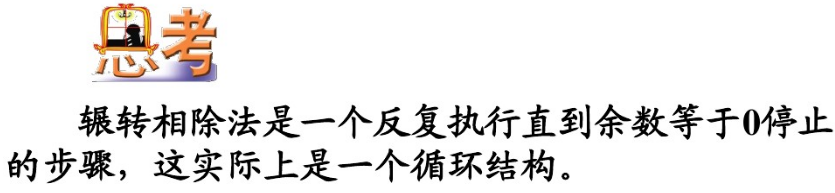 思考
辗转相除法是一个反复执行直到余数等于0停止
的步骤，这实际上是一个循环结构。